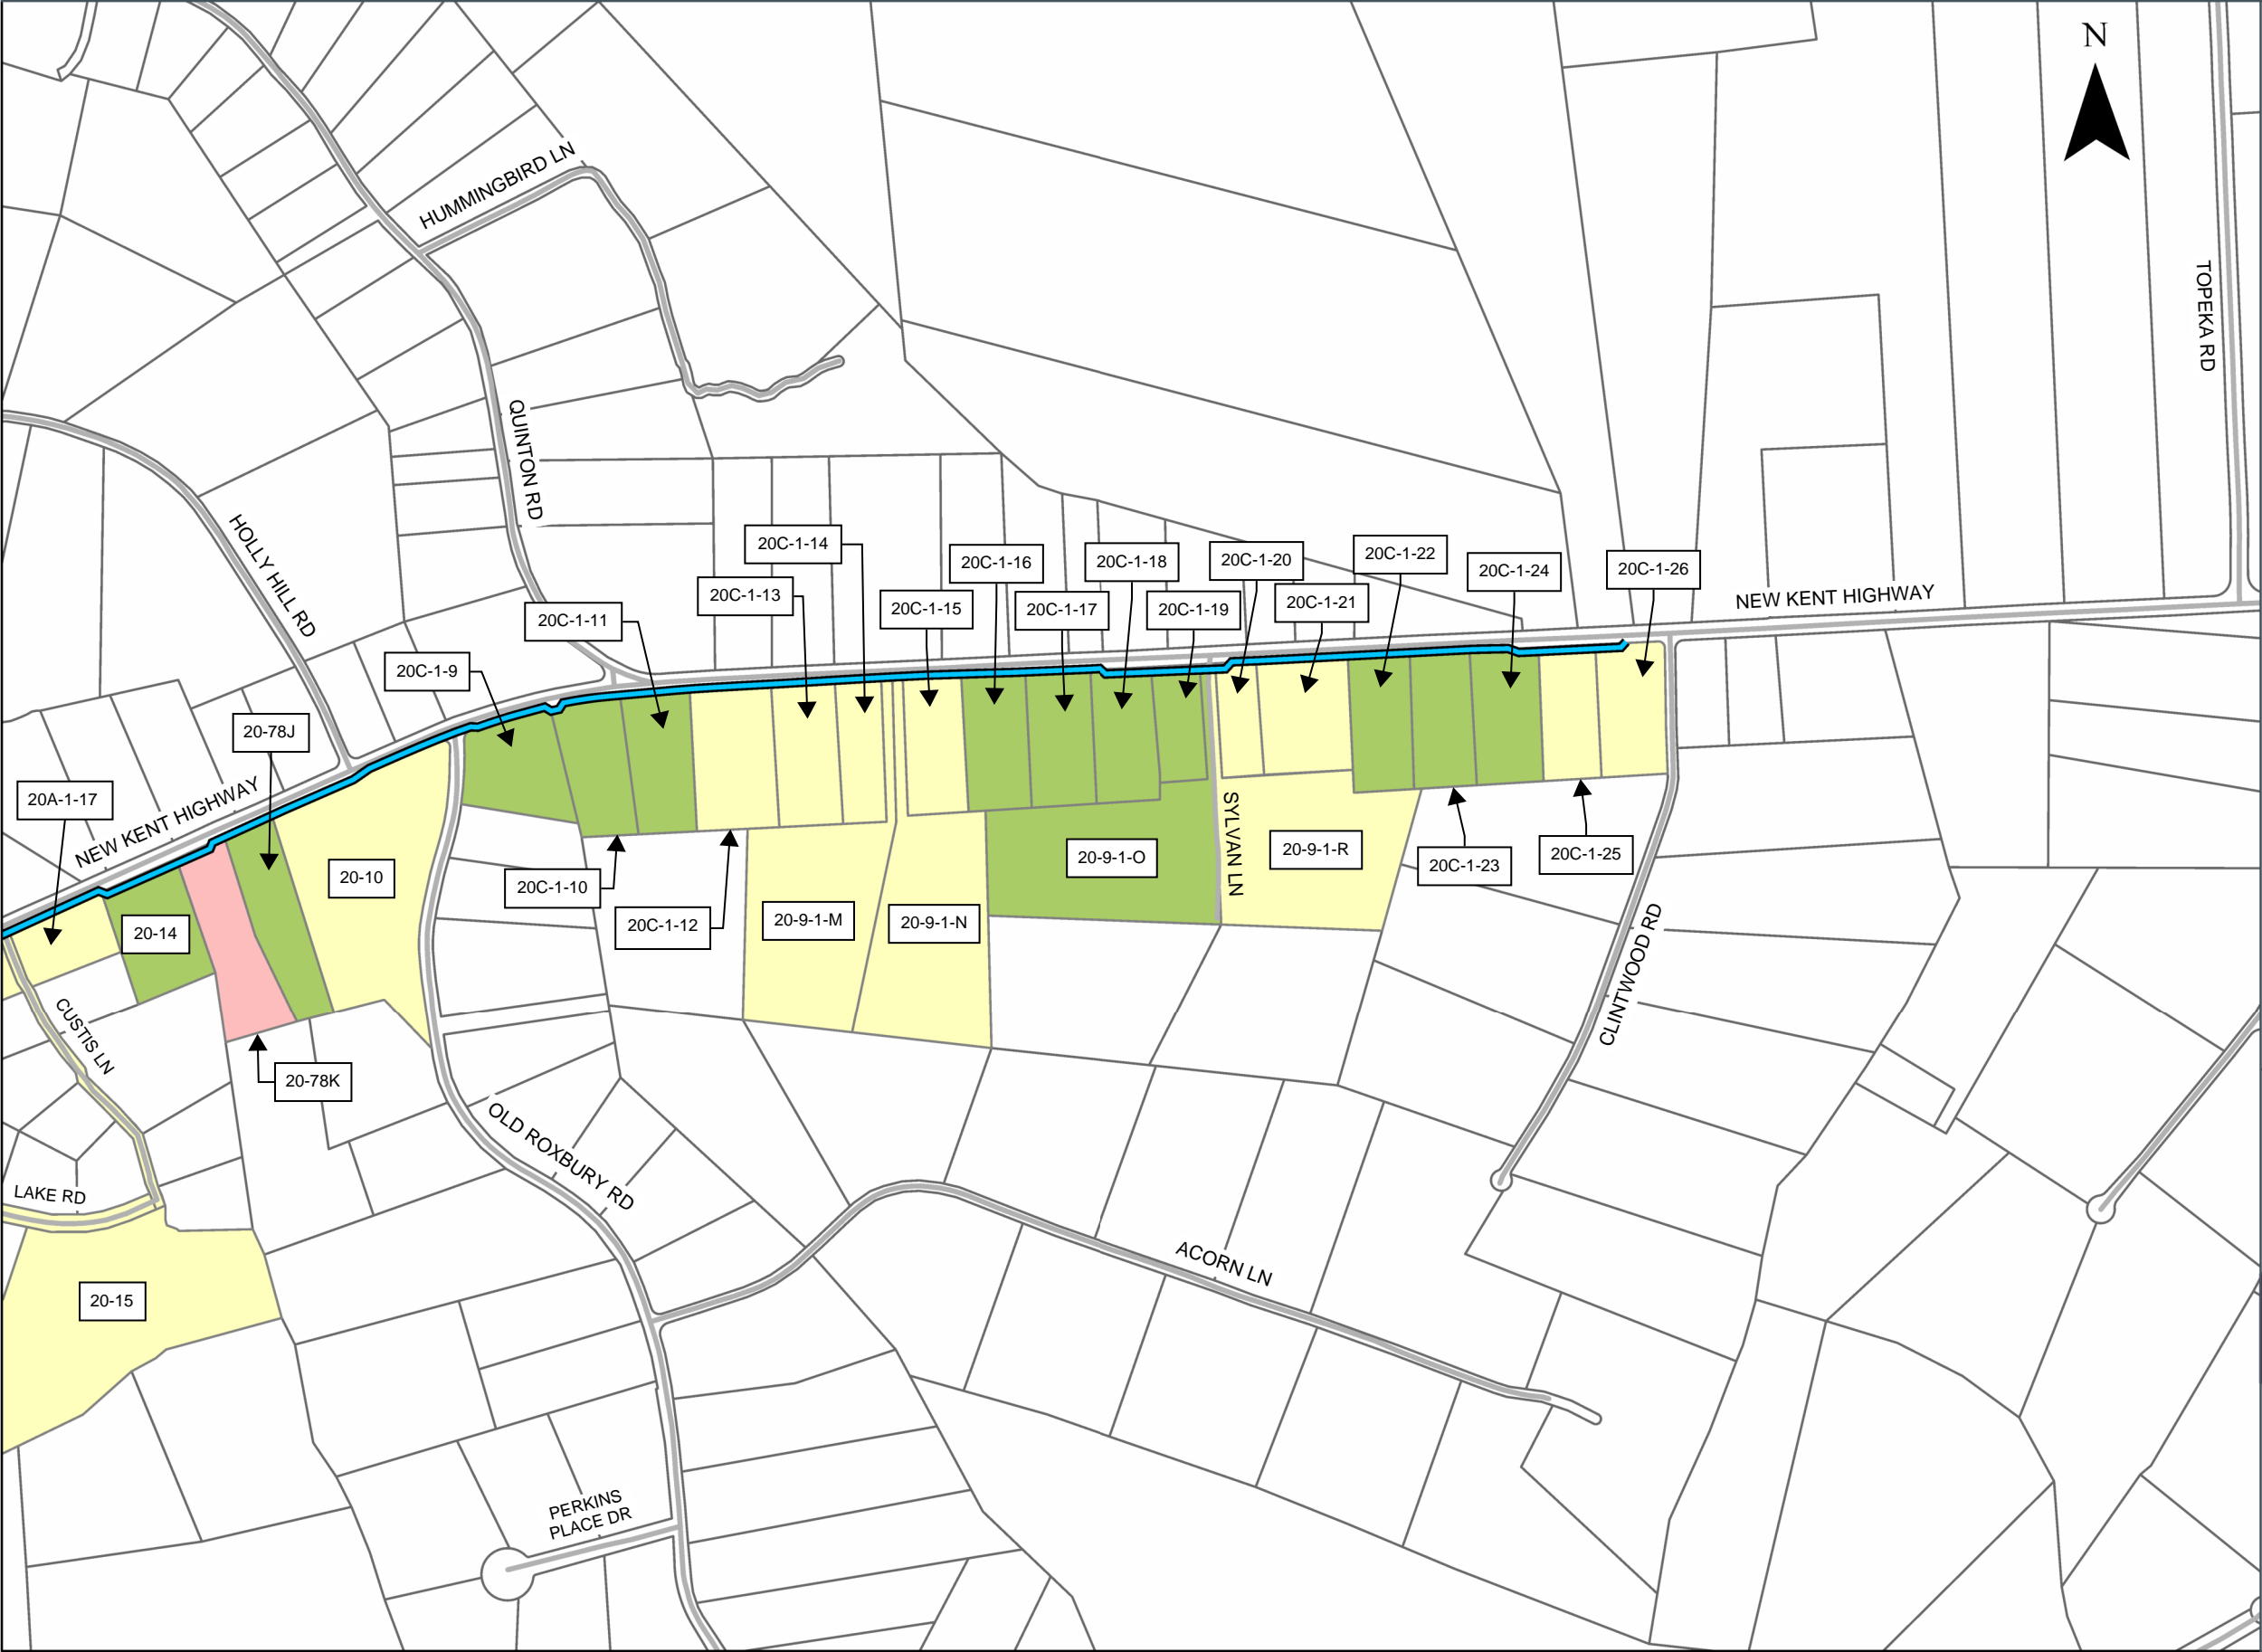 N
HUMMINGBIRD LN
TOPEKA RD
QUINTON RD
HOLLY HILL RD
20C-1-14
20C-1-16
20C-1-18
20C-1-20
20C-1-22
20C-1-24
20C-1-26
20C-1-13
20C-1-15
20C-1-17
20C-1-19
20C-1-21
NEW KENT HIGHWAY
20C-1-11
20C-1-9
20-78J
20A-1-17
NEW KENT HIGHWAY
20-10
20-14
20C-1-10
20C-1-12
20-9-1-M
20-9-1-N
20-9-1-O
SYLVAN LN
20-9-1-R
20C-1-23
20C-1-25
CLINTWOOD RD
CUSTIS LN
20-78K
OLD ROXBURY RD
LAKE RD
20-15
ACORN LN
PERKINS
PLACE DR